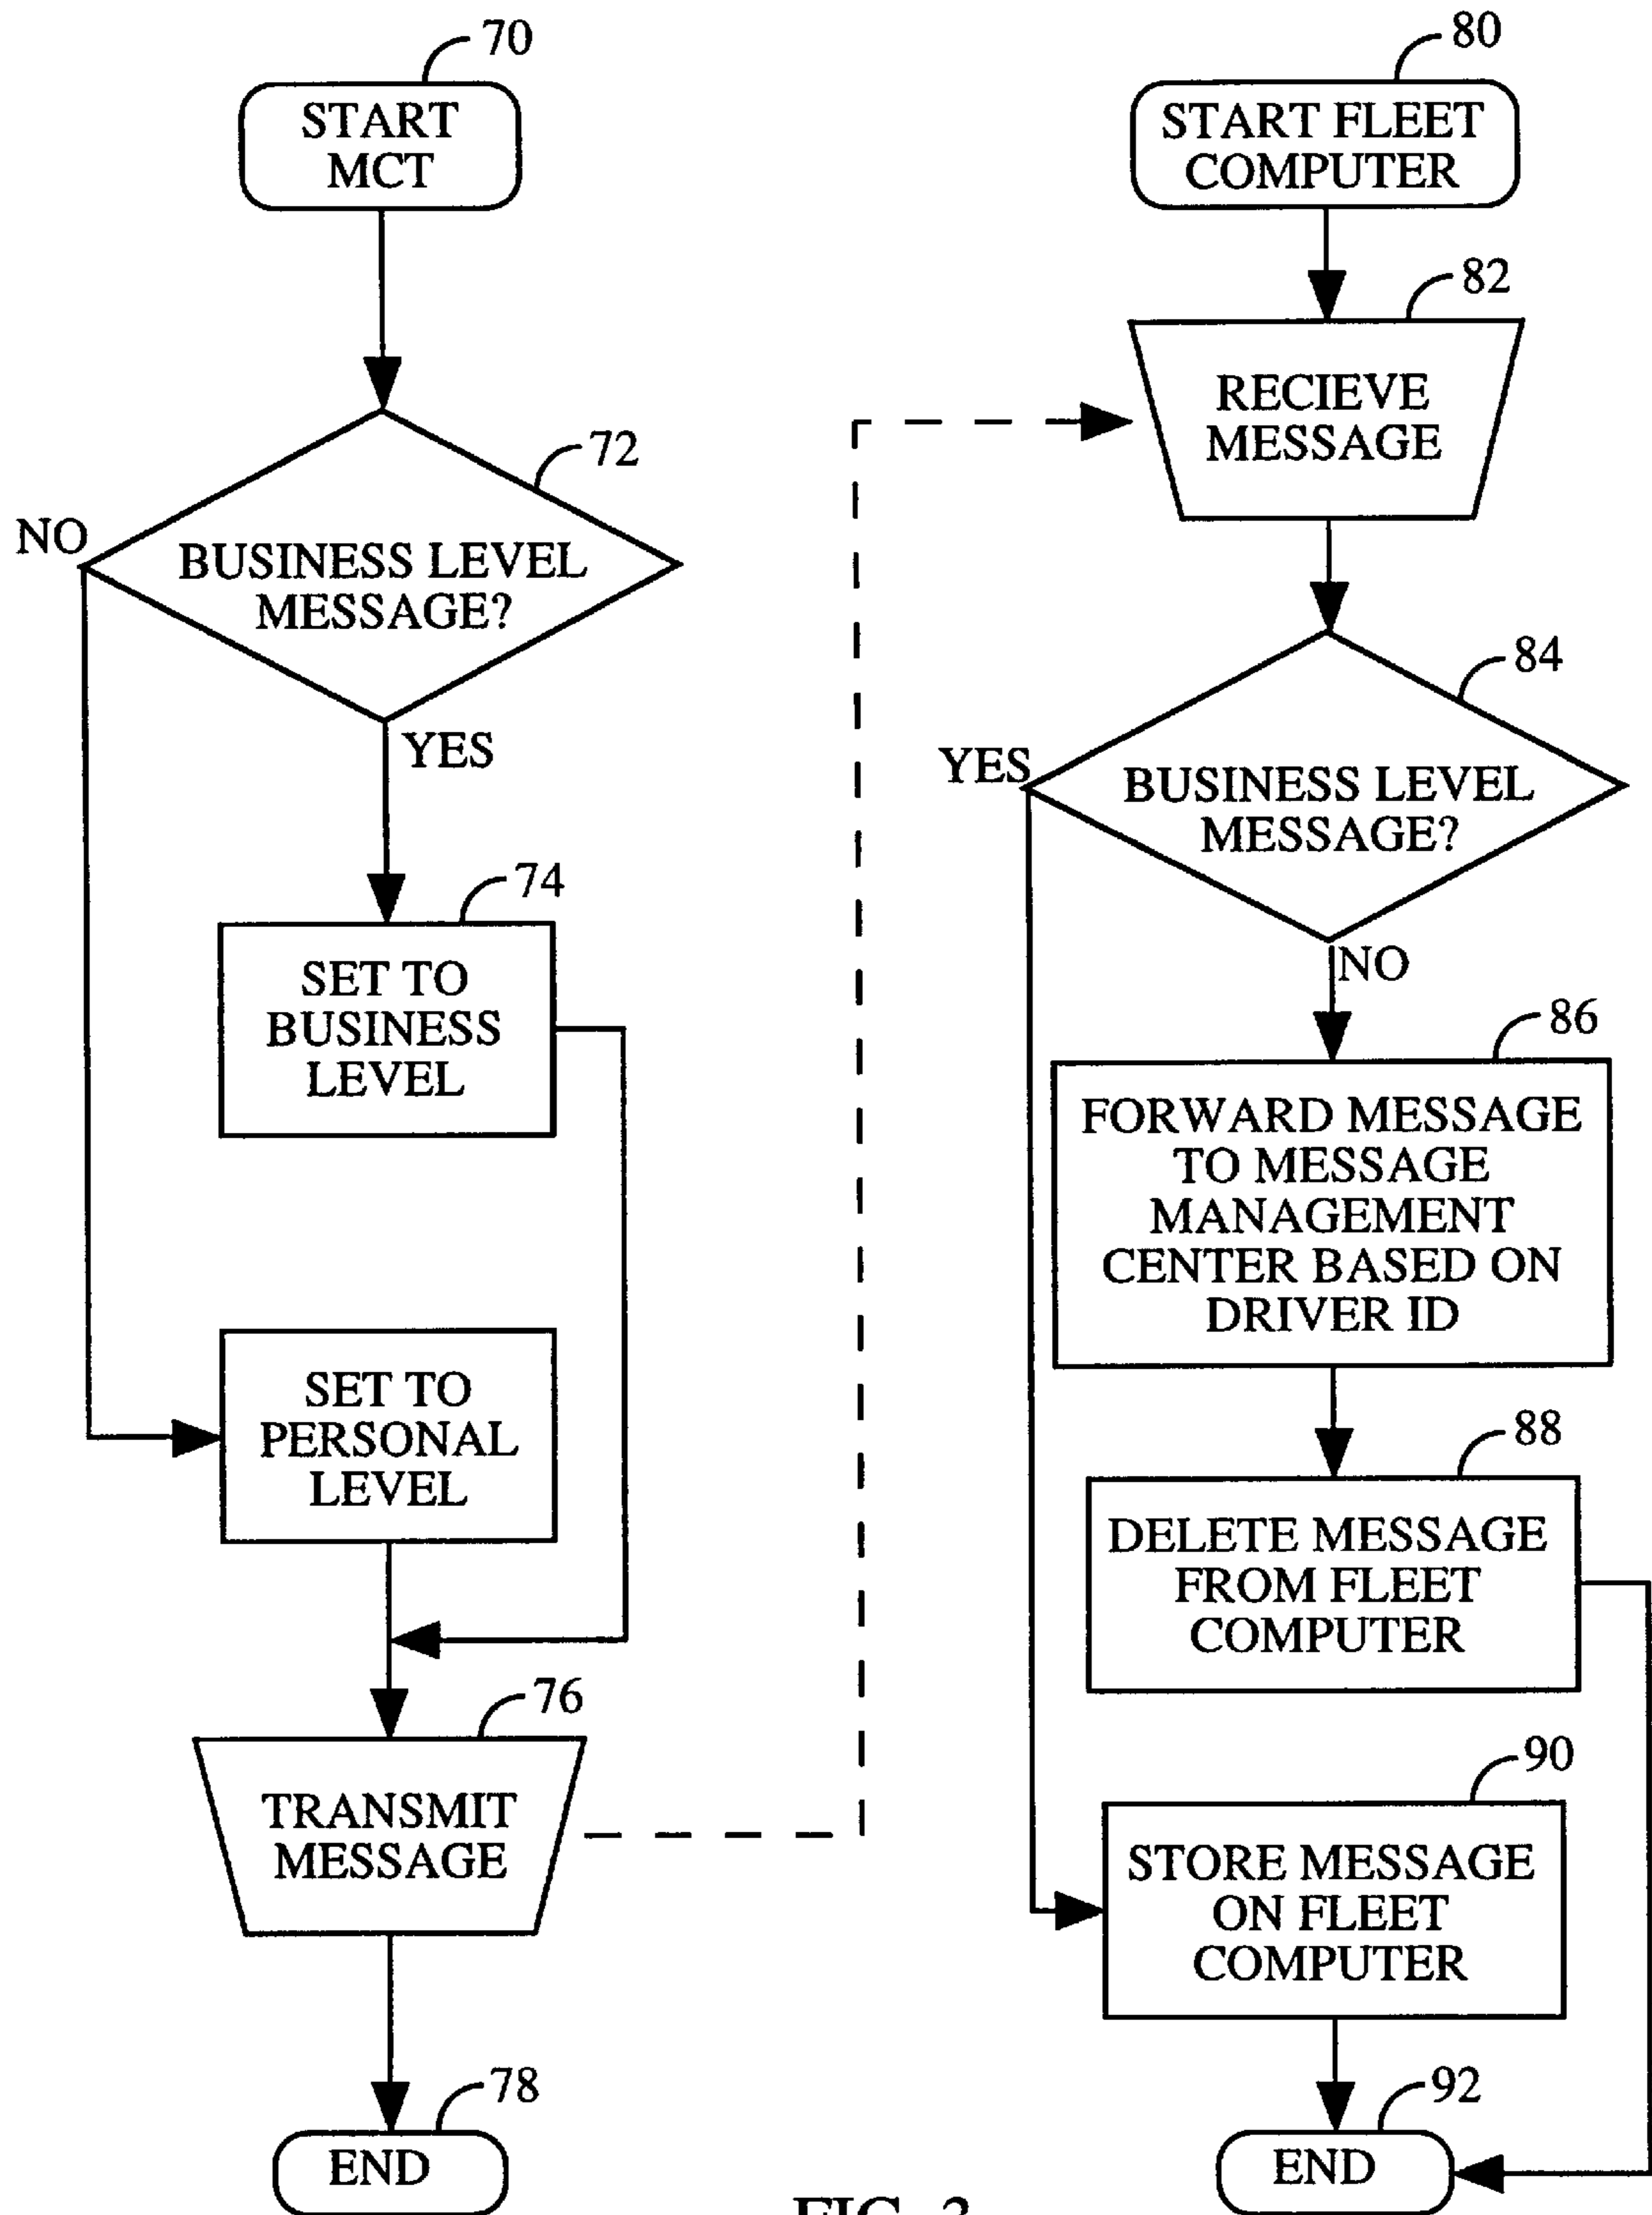 70
START
MCT
72
NO
BUSINESS LEVEL
MESSAGE?
YES
74
SET TO
BUSINESS
LEVEL
SET TO
PERSONAL
LEVEL
76
TRANSMIT
MESSAGE
78
END
80
START FLEET
COMPUTER
82
RECIEVE
MESSAGE
84
YES
BUSINESS LEVEL
MESSAGE?
NO
86
FORWARD MESSAGE
TO MESSAGE
MANAGEMENT
CENTER BASED ON
DRIVER ID
88
DELETE MESSAGE
FROM FLEET
COMPUTER
90
STORE MESSAGE
ON FLEET
COMPUTER
92
END
FIG. 3